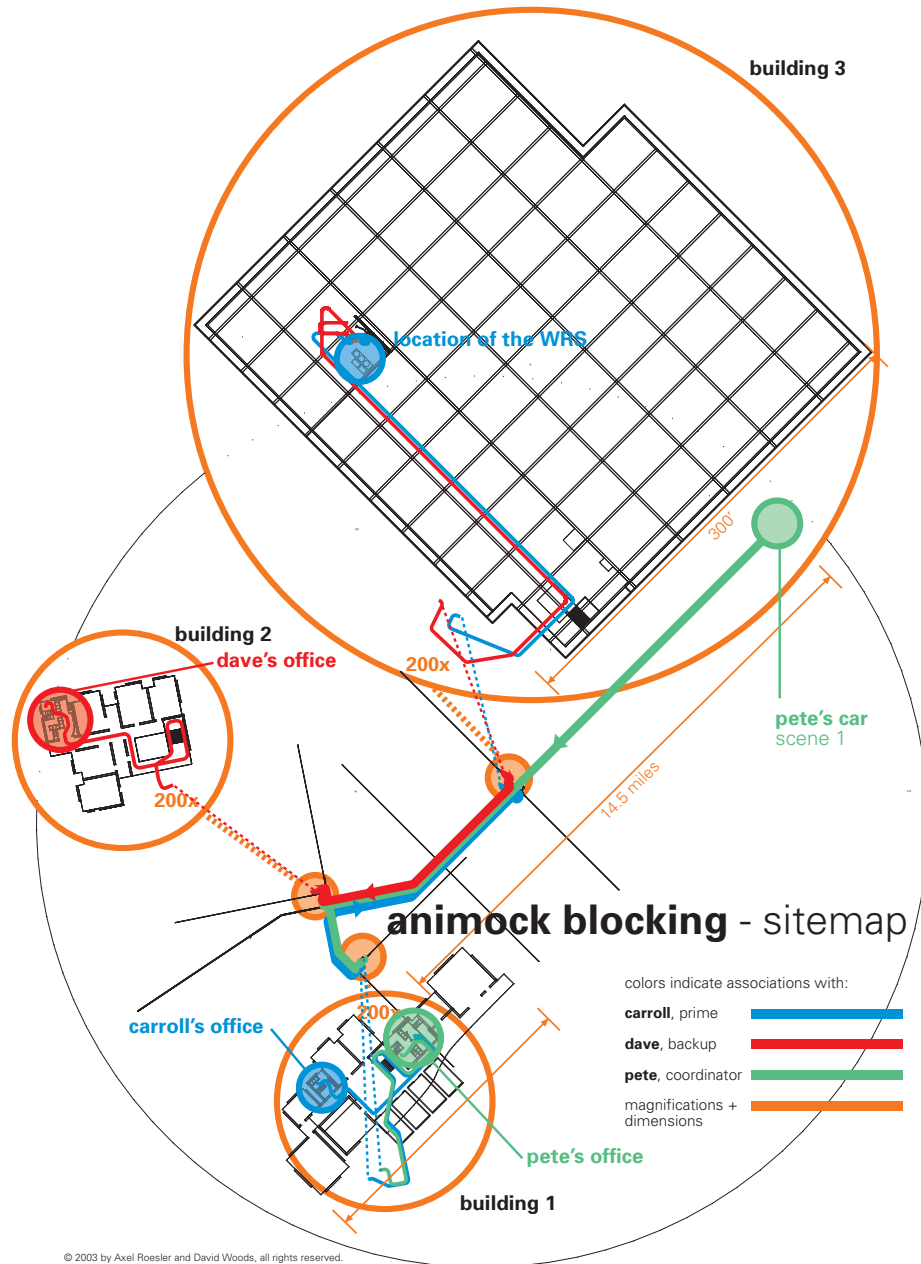 building 3
location of the WRS
300'
building 2
dave's office
200x
pete's car
scene 1
200x
14.5 miles
animock blocking - sitemap
colors indicate associations with:
carroll, prime
dave, backup
pete, coordinator
magnifications +
dimensions
200x
carroll's office
pete's office
building 1
© 2003 by Axel Roesler and David Woods, all rights reserved.